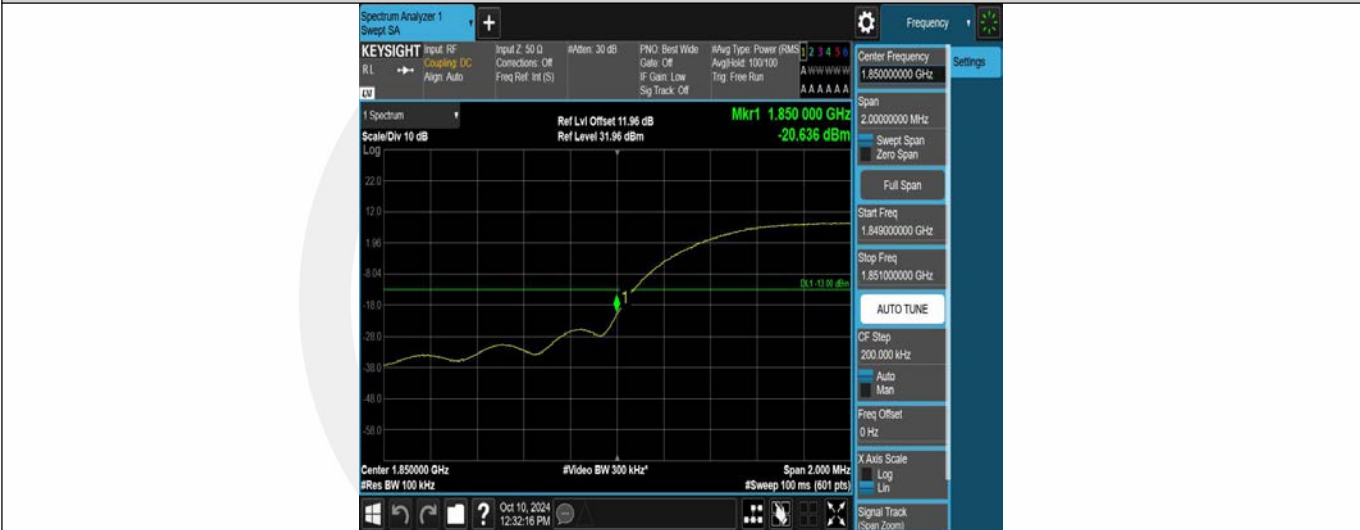 Spectrum Analyzer 1
Swept SA
+
Frequency
KEYSIGHT
Input: RF
Coupling: DC
Align: Auto
Input Z: 50 Ω
Corrections: Off
Freq Ref: Int (S)
#Atten: 30 dB
PNO: Best Wide
Gate: Off
IF Gain: Low
Sig Track: Off
#Avg Type: Power (RMS
Avg|Hold: 100/100
Trig: Free Run
1 2 3 4 5 6
A W W W W W
A A A A A A
RL
LXI
1 Spectrum
Scale/Div 10 dB
Log
Ref Lvl Offset 11.96 dB
Ref Level 31.96 dBm
Mkr1 1.850 000 GHz
-20.636 dBm
22.0
12.0
1.96
-8.04
-18.0
-28.0
-38.0
-48.0
-58.0
DL1 -13.00 dBm
1
Center 1.850000 GHz
#Res BW 100 kHz
#Video BW 300 kHz*
Span 2.000 MHz
#Sweep 100 ms (601 pts)
Oct 10, 2024
12:32:16 PM
?
Center Frequency
1.850000000 GHz
Settings
Span
2.00000000 MHz
Swept Span
Zero Span
Full Span
Start Freq
1.849000000 GHz
Stop Freq
1.851000000 GHz
AUTO TUNE
CF Step
200.000 kHz
Auto
Man
Freq Offset
0 Hz
X Axis Scale
Log
Lin
Signal Track
(Span Zoom)